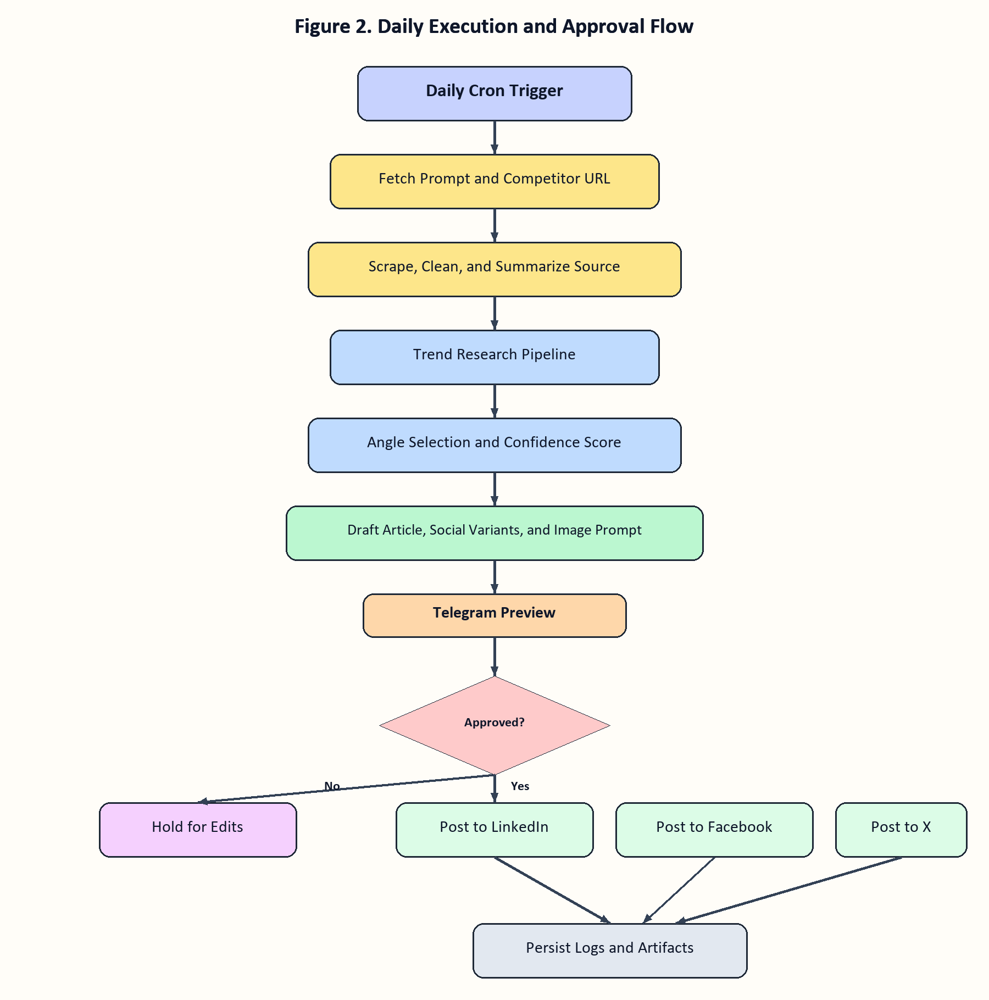 Figure 2. Daily Execution and Approval Flow
Daily Cron Trigger
Fetch Prompt and Competitor URL
Scrape, Clean, and Summarize Source
Trend Research Pipeline
Angle Selection and Confidence Score
Draft Article, Social Variants, and Image Prompt
Telegram Preview
Approved?
No
Yes
Hold for Edits
Post to LinkedIn
Post to Facebook
Post to X
Persist Logs and Artifacts